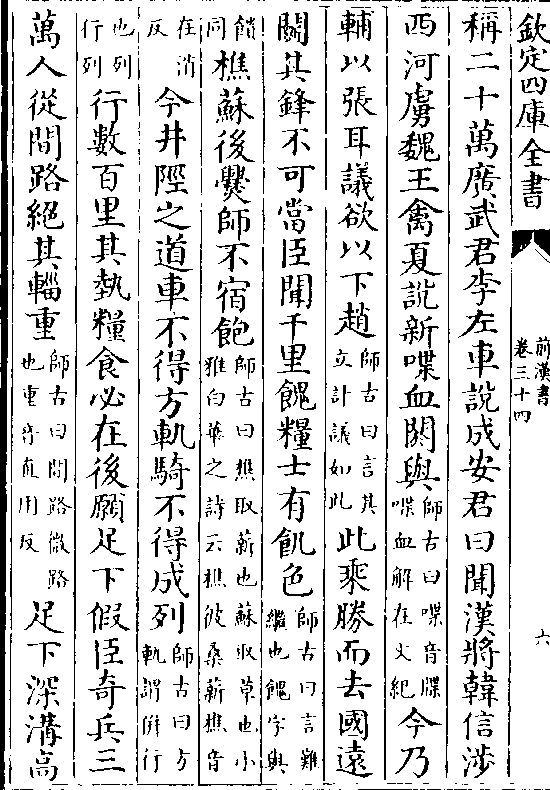 欽定四庫全書
前漢書
卷三十四
六
稱二十萬廣武君李左車說成安君曰聞漢將韓信涉
西河虜魏王禽夏說新喋血閼與師古曰喋音牒喋血解在文紀今乃
輔以張耳議欲以下趙師古曰言其立計議如此此乘勝而去國遠
鬬其鋒不可當臣聞千里餽糧士有飢色師古曰言難繼也餽字與
饋同樵蘇後爨師不宿飽師古曰樵取薪也蘇取草也小雅白華之詩云樵彼桑薪樵音
在消反今井陘之道車不得方軌騎不得成列師古曰方軌謂併行
也列行列行數百里其埶糧食必在後願足下假臣奇兵三
萬人從間路絕其輜重師古曰間路微路也重音直用反足下深溝高